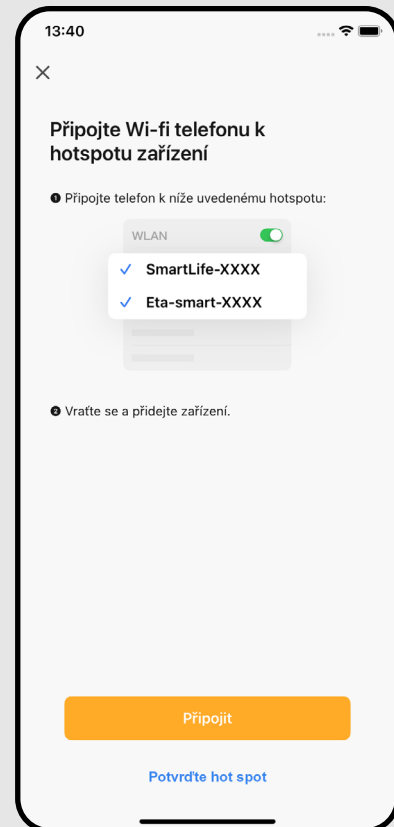 13:40
Připojte Wi-fi telefonu k
hotspotu zařízení
❶ Připojte telefon k níže uvedenému hotspotu:
WLAN
SmartLife-XXXX
Eta-smart-XXXX
❷ Vraťte se a přidejte zařízení.
Připojit
Potvrďte hot spot